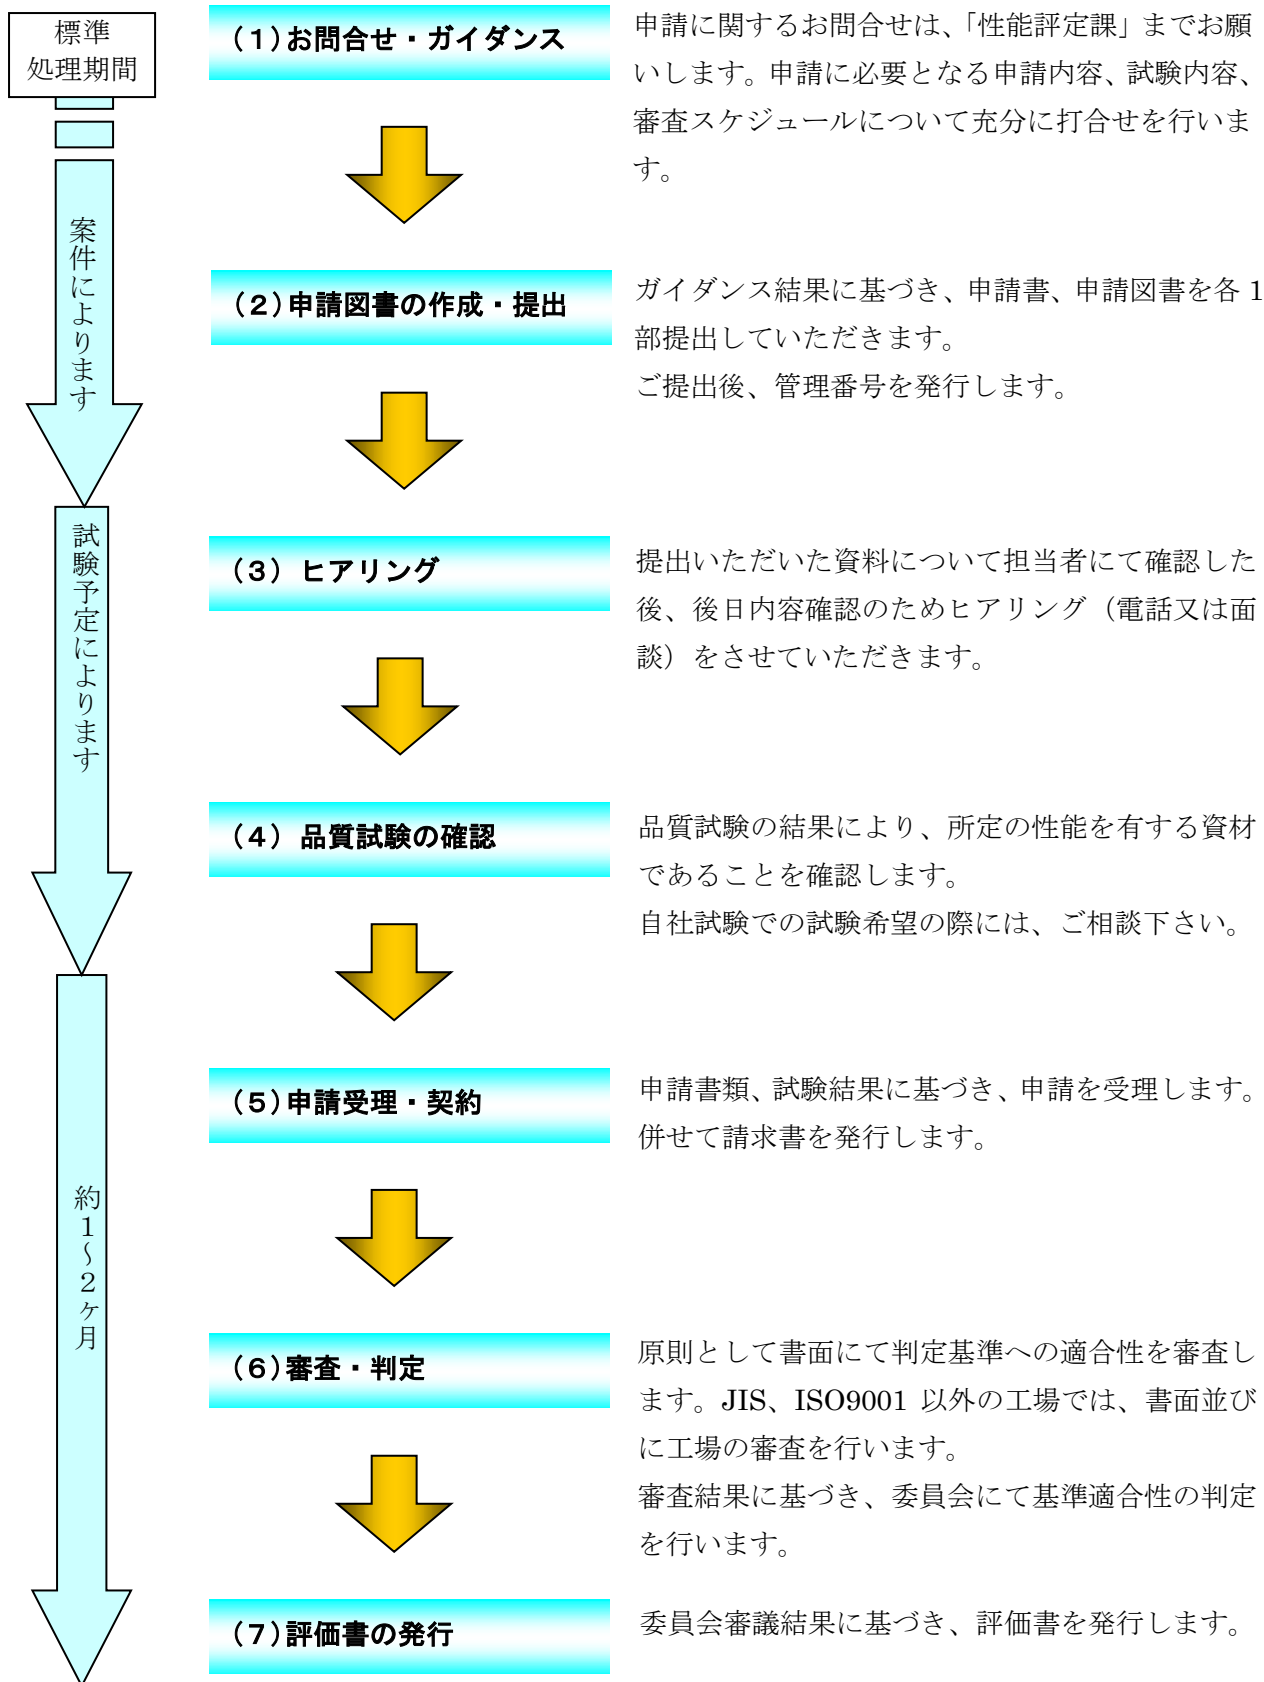 標準
処理期間
案件によります
試験予定によります
約1~2ヶ月
(1)お問合せ・ガイダンス
申請に関するお問合せは、「性能評定課」までお願
いします。申請に必要となる申請内容、試験内容、
審査スケジュールについて充分に打合せを行いま
す。
(2)申請図書の作成・提出
ガイダンス結果に基づき、申請書、申請図書を各 1
部提出していただきます。
ご提出後、管理番号を発行します。
(3) ヒアリング
提出いただいた資料について担当者にて確認した
後、後日内容確認のためヒアリング(電話又は面
談)をさせていただきます。
(4) 品質試験の確認
品質試験の結果により、所定の性能を有する資材
であることを確認します。
自社試験での試験希望の際には、ご相談下さい。
(5)申請受理・契約
申請書類、試験結果に基づき、申請を受理します。
併せて請求書を発行します。
(6)審査・判定
原則として書面にて判定基準への適合性を審査し
ます。JIS、ISO9001 以外の工場では、書面並び
に工場の審査を行います。
審査結果に基づき、委員会にて基準適合性の判定
を行います。
(7)評価書の発行
委員会審議結果に基づき、評価書を発行します。